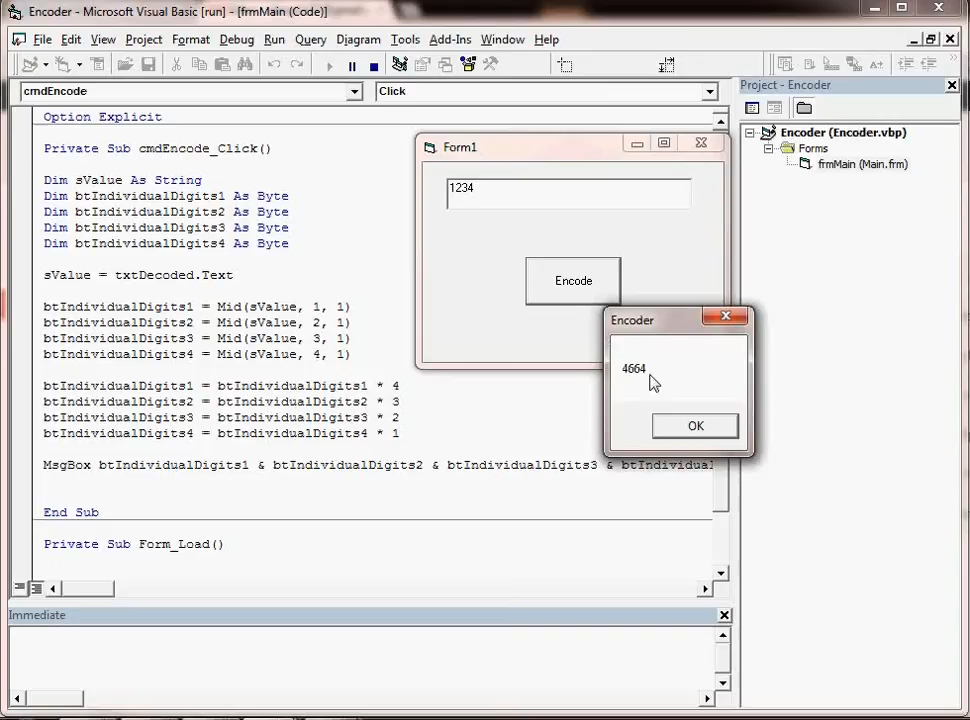 Encoder - Microsoft Visual Basic [run] - [frmMain (Code)]
File Edit View Project Format Debug Run Query Diagram Tools Add-Ins Window Help
cmdEncode Click
Project - Encoder
Encoder (Encoder.vbp)
Forms
frmMain (Main.frm)
Option Explicit
Private Sub cmdEncode_Click()
Dim sValue As String
Dim btIndividualDigits1 As Byte
Dim btIndividualDigits2 As Byte
Dim btIndividualDigits3 As Byte
Dim btIndividualDigits4 As Byte
sValue = txtDecoded.Text
btIndividualDigits1 = Mid(sValue, 1, 1)
btIndividualDigits2 = Mid(sValue, 2, 1)
btIndividualDigits3 = Mid(sValue, 3, 1)
btIndividualDigits4 = Mid(sValue, 4, 1)
btIndividualDigits1 = btIndividualDigits1 * 4
btIndividualDigits2 = btIndividualDigits2 * 3
btIndividualDigits3 = btIndividualDigits3 * 2
btIndividualDigits4 = btIndividualDigits4 * 1
MsgBox btIndividualDigits1 & btIndividualDigits2 & btIndividualDigits3 & btIndividual
End Sub
Private Sub Form_Load()
Form1
1234
Encode
Encoder
4664
OK
Immediate